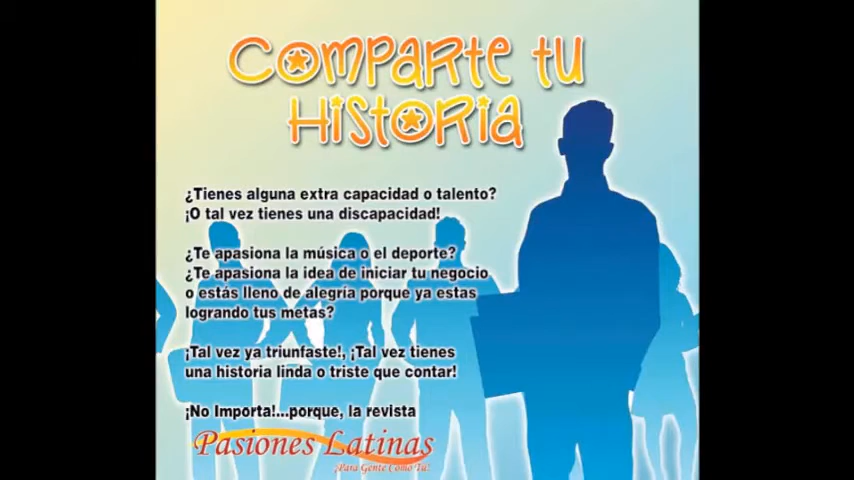 Comparte tu
Historia
¿Tienes alguna extra capacidad o talento?
¡O tal vez tienes una discapacidad!
¿Te apasiona la música o el deporte?
¿Te apasiona la idea de iniciar tu negocio
o estás lleno de alegría porque ya estas
logrando tus metas?
¡Tal vez ya triunfaste!, ¡Tal vez tienes
una historia linda o triste que contar!
¡No Importa!...porque, la revista
Pasiones Latinas
¡Para Gente Como Tu!